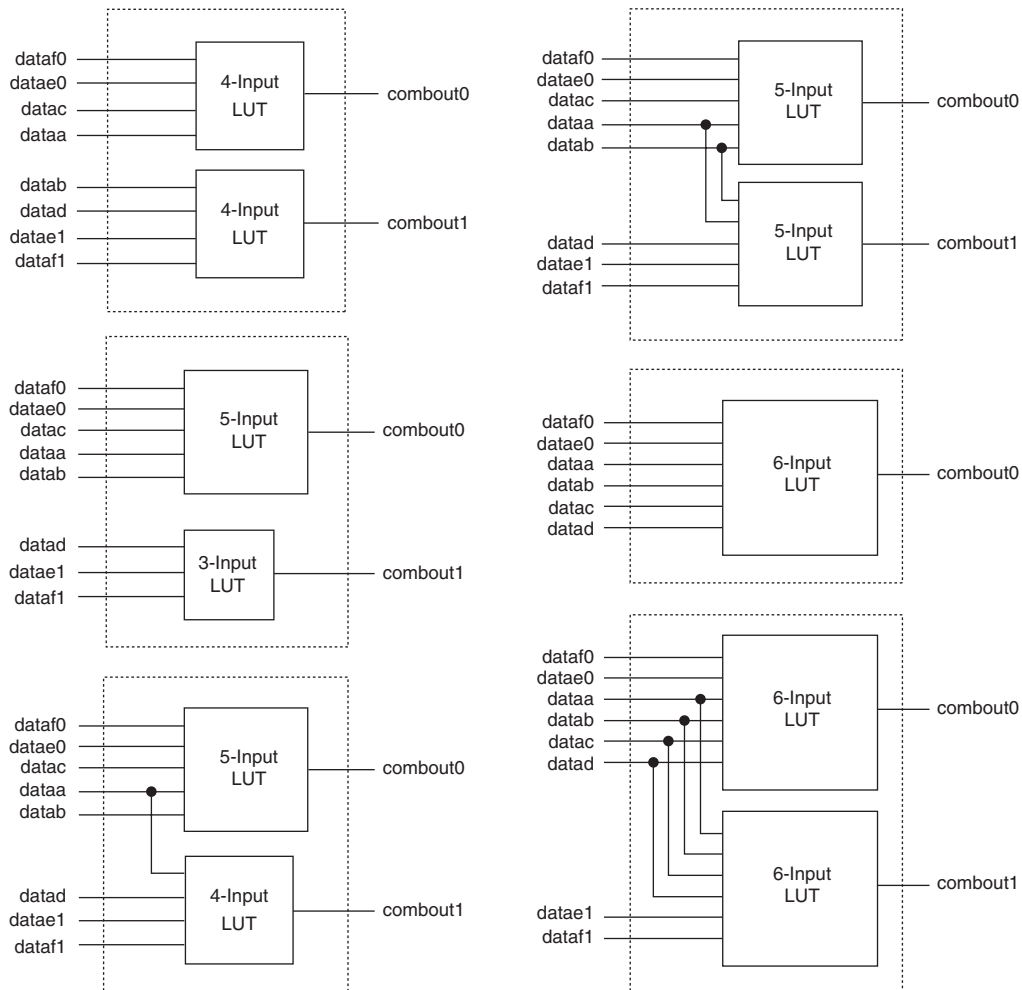 dataf0
datae0
datac
dataa
4-Input
LUT
combout0
datab
datad
datae1
dataf1
4-Input
LUT
combout1
dataf0
datae0
datac
dataa
datab
5-Input
LUT
combout0
datad
datae1
dataf1
3-Input
LUT
combout1
dataf0
datae0
datac
dataa
datab
5-Input
LUT
combout0
datad
datae1
dataf1
4-Input
LUT
combout1
dataf0
datae0
datac
dataa
datab
5-Input
LUT
combout0
datad
datae1
dataf1
5-Input
LUT
combout1
dataf0
datae0
dataa
datab
datac
datad
6-Input
LUT
combout0
dataf0
datae0
dataa
datab
datac
datad
6-Input
LUT
combout0
datae1
dataf1
6-Input
LUT
combout1